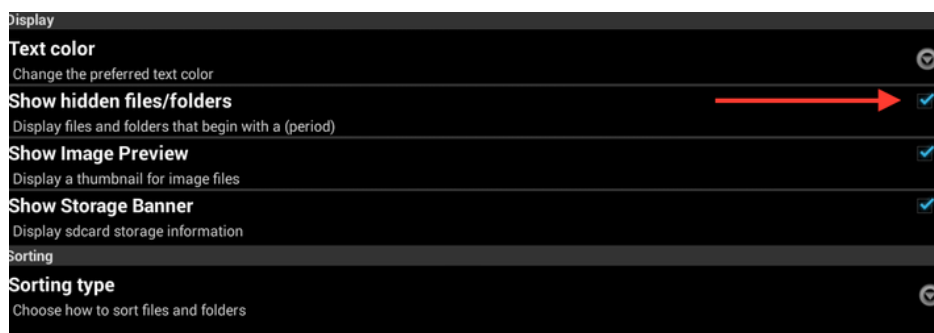 Display
Text color
Change the preferred text color
Show hidden files/folders
Display files and folders that begin with a (period)
Show Image Preview
Display a thumbnail for image files
Show Storage Banner
Display sdcard storage information
Sorting
Sorting type
Choose how to sort files and folders